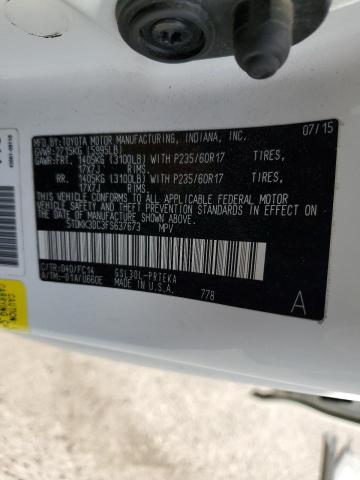 MFD.BY:TOYOTA MOTOR MANUFACTURING, INDIANA, INC. 07/15
GVWR:2715KG (5995LB)
GAWR:FRT. 1405KG (3100LB) WITH P235/60R17 TIRES,
17X7J RIMS.
RR. 1405KG (3100LB) WITH P235/60R17 TIRES,
17X7J RIMS.
THIS VEHICLE CONFORMS TO ALL APPLICABLE FEDERAL MOTOR
VEHICLE SAFETY AND THEFT PREVENTION STANDARDS IN EFFECT
ON THE DATE OF MANUFACTURE SHOWN ABOVE.
5TDKK3DC3FS637673 MPV
C/TR:040/FC14 GSL30L-PRTEKA
A/TM:-01A/U660E MADE IN U.S.A. 778 A
CAUTION